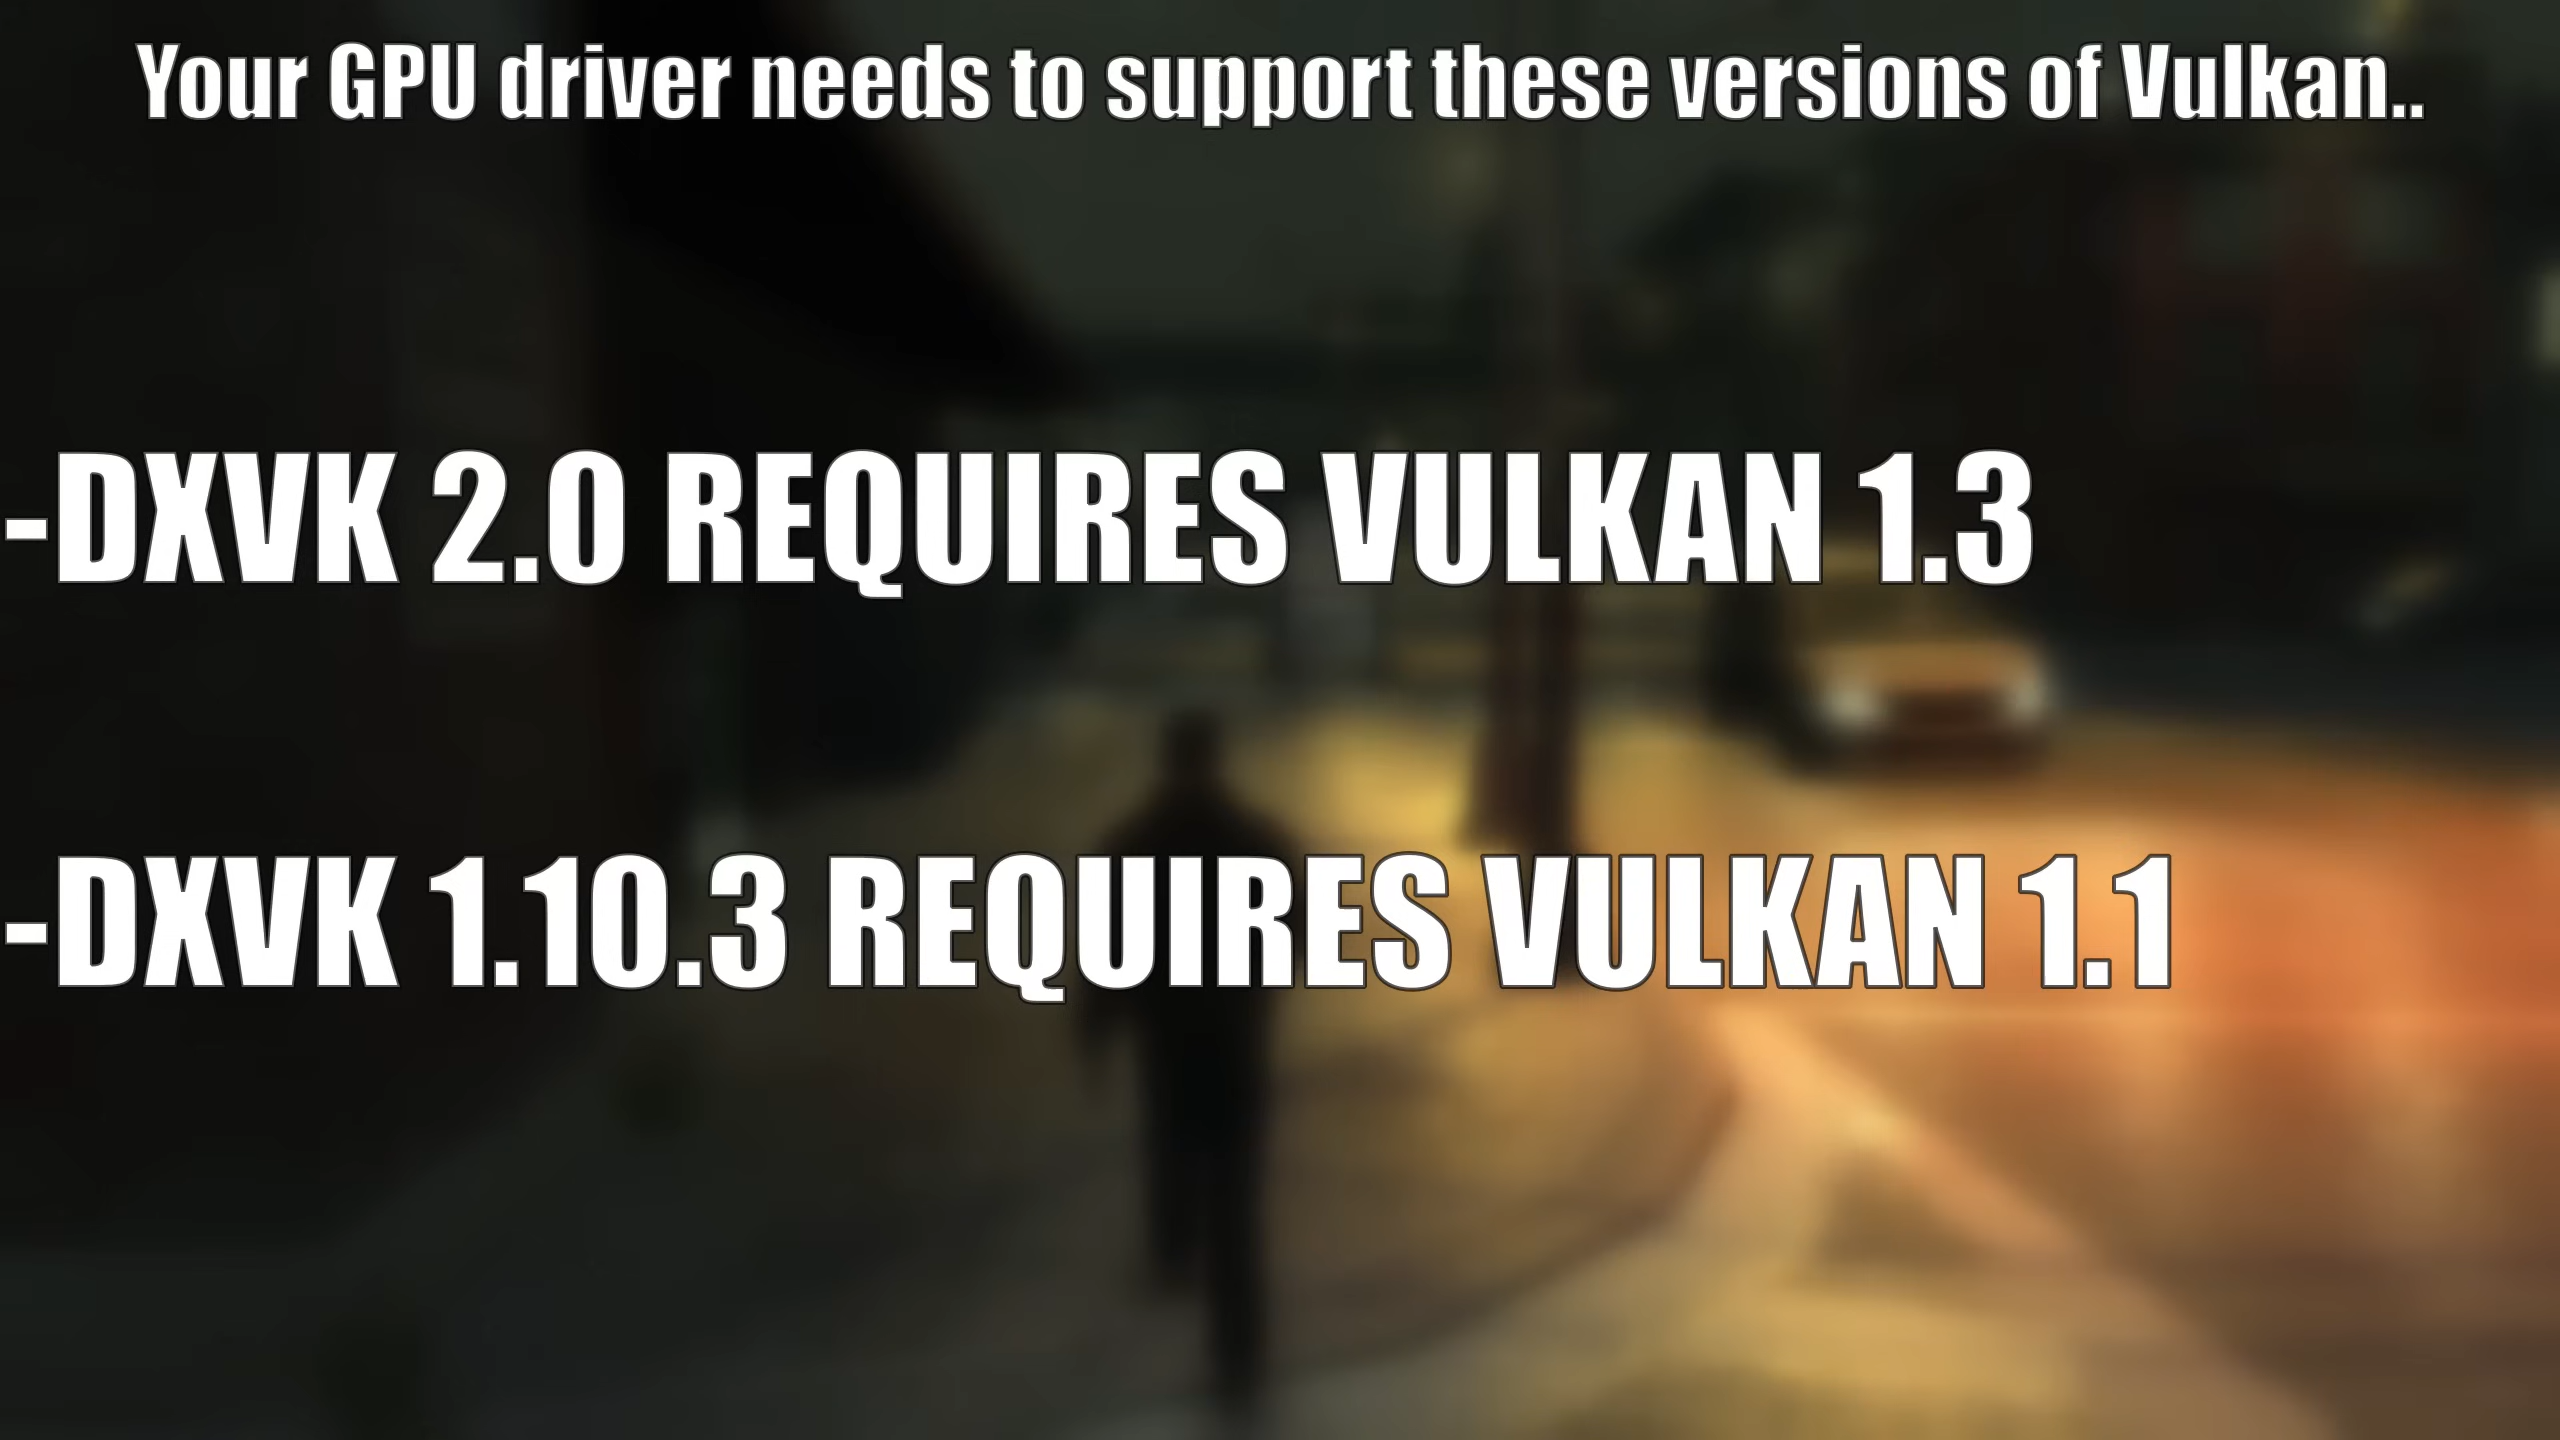 Your GPU driver needs to support these versions of Vulkan..
-DXVK 2.0 REQUIRES VULKAN 1.3
-DXVK 1.10.3 REQUIRES VULKAN 1.1